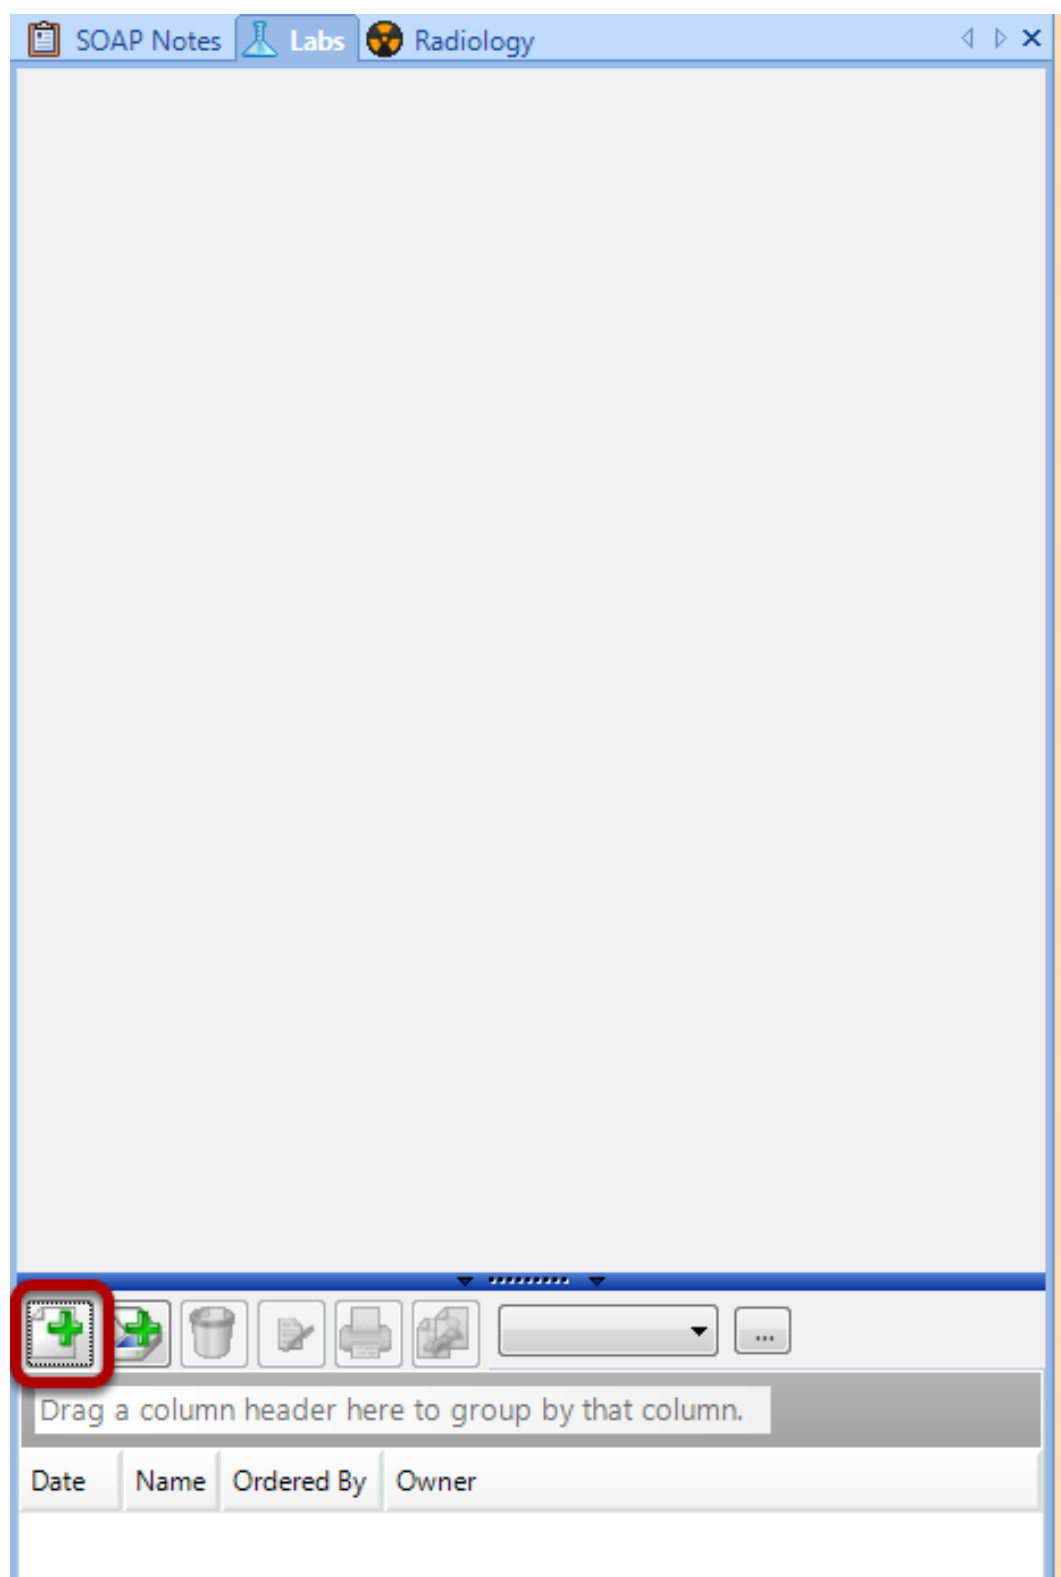 SOAP Notes Labs Radiology
...
Drag a column header here to group by that column.
Date Name Ordered By Owner